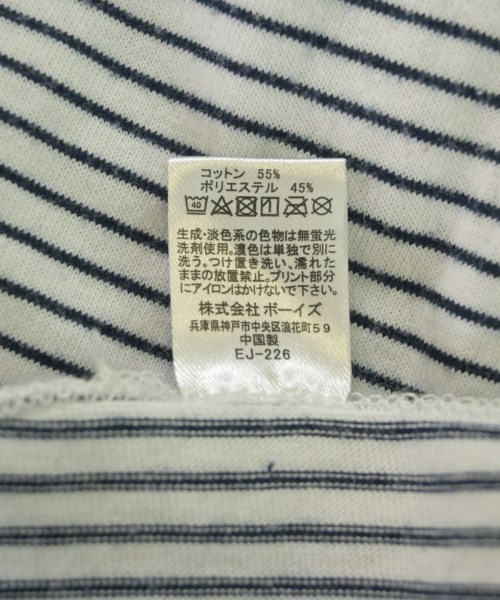 コットン 55%
ポリエステル 45%
40
生成・淡色系の色物は無蛍光
洗剤使用。濃色は単独で別に
洗う。つけ置き洗い、濡れた
ままの放置禁止。プリント部分
にアイロンはかけないで下さい。
株式会社 ボーイズ
兵庫県神戸市中央区浪花町59
中国製
EJ-226